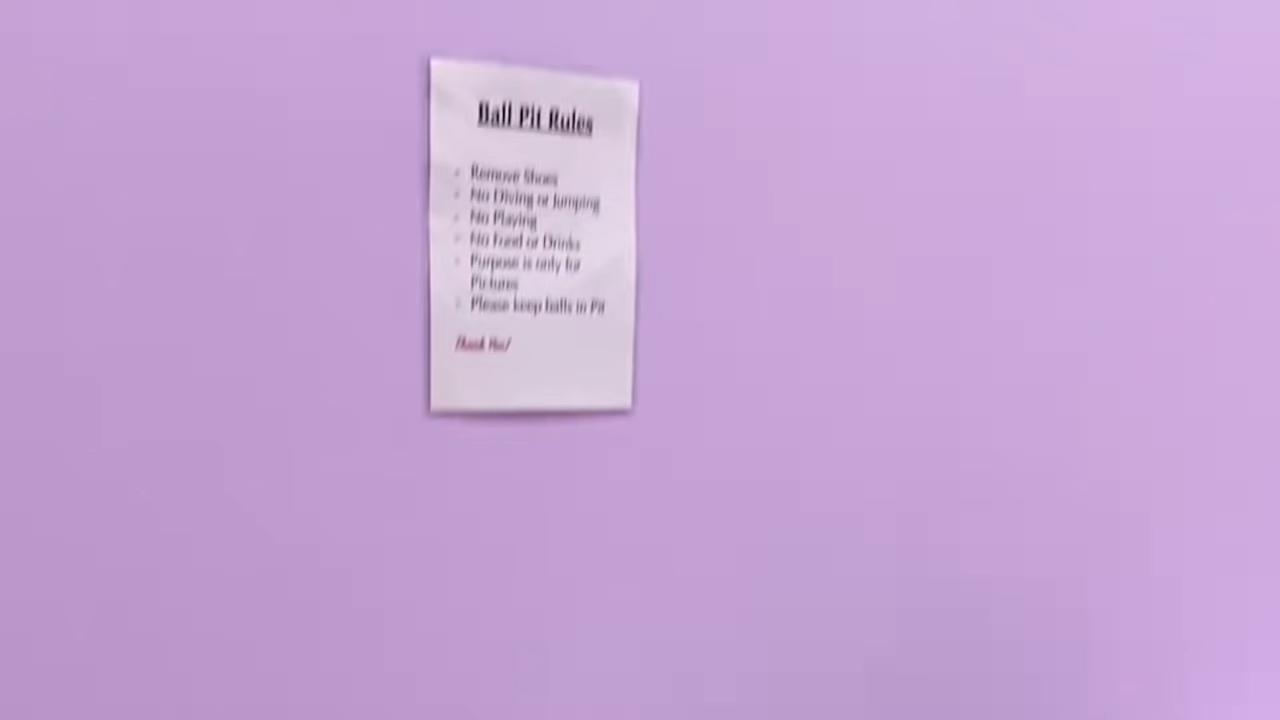 Ball Pit Rules
Remove Shoes
No Diving or Jumping
No Playing
No Food or Drinks
Purpose is only for
Pictures
Please keep balls in Pit
Thank You!